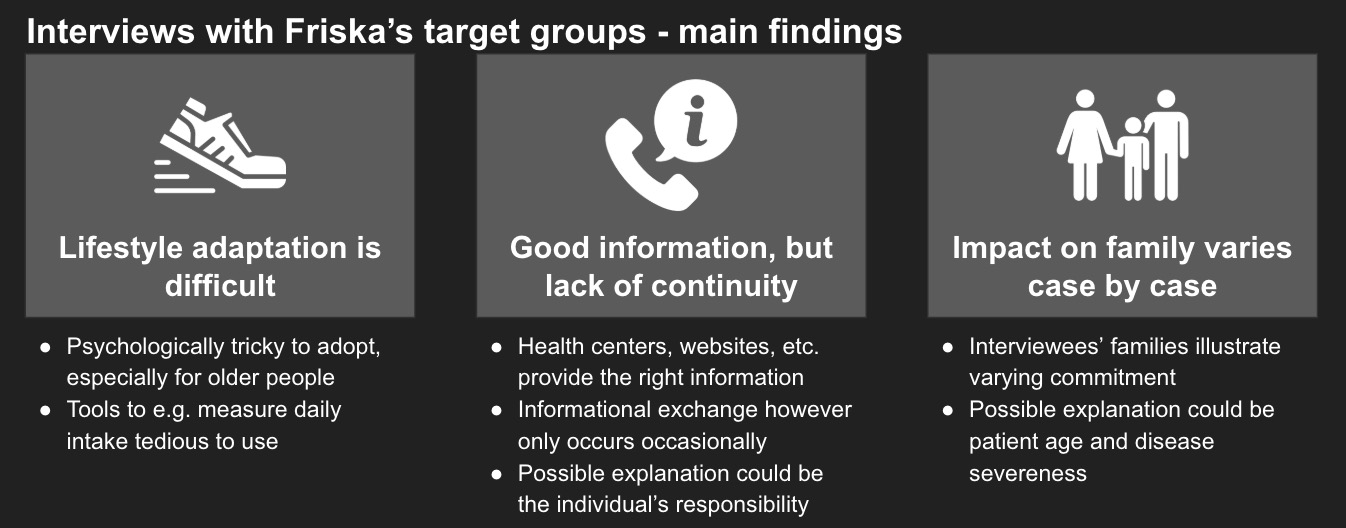 Interviews with Friska’s target groups - main findings
Lifestyle adaptation is
difficult
● Psychologically tricky to adopt,
especially for older people
● Tools to e.g. measure daily
intake tedious to use
i
Good information, but
lack of continuity
● Health centers, websites, etc.
provide the right information
● Informational exchange however
only occurs occasionally
● Possible explanation could be
the individual’s responsibility
Impact on family varies
case by case
● Interviewees’ families illustrate
varying commitment
● Possible explanation could be
patient age and disease
severeness